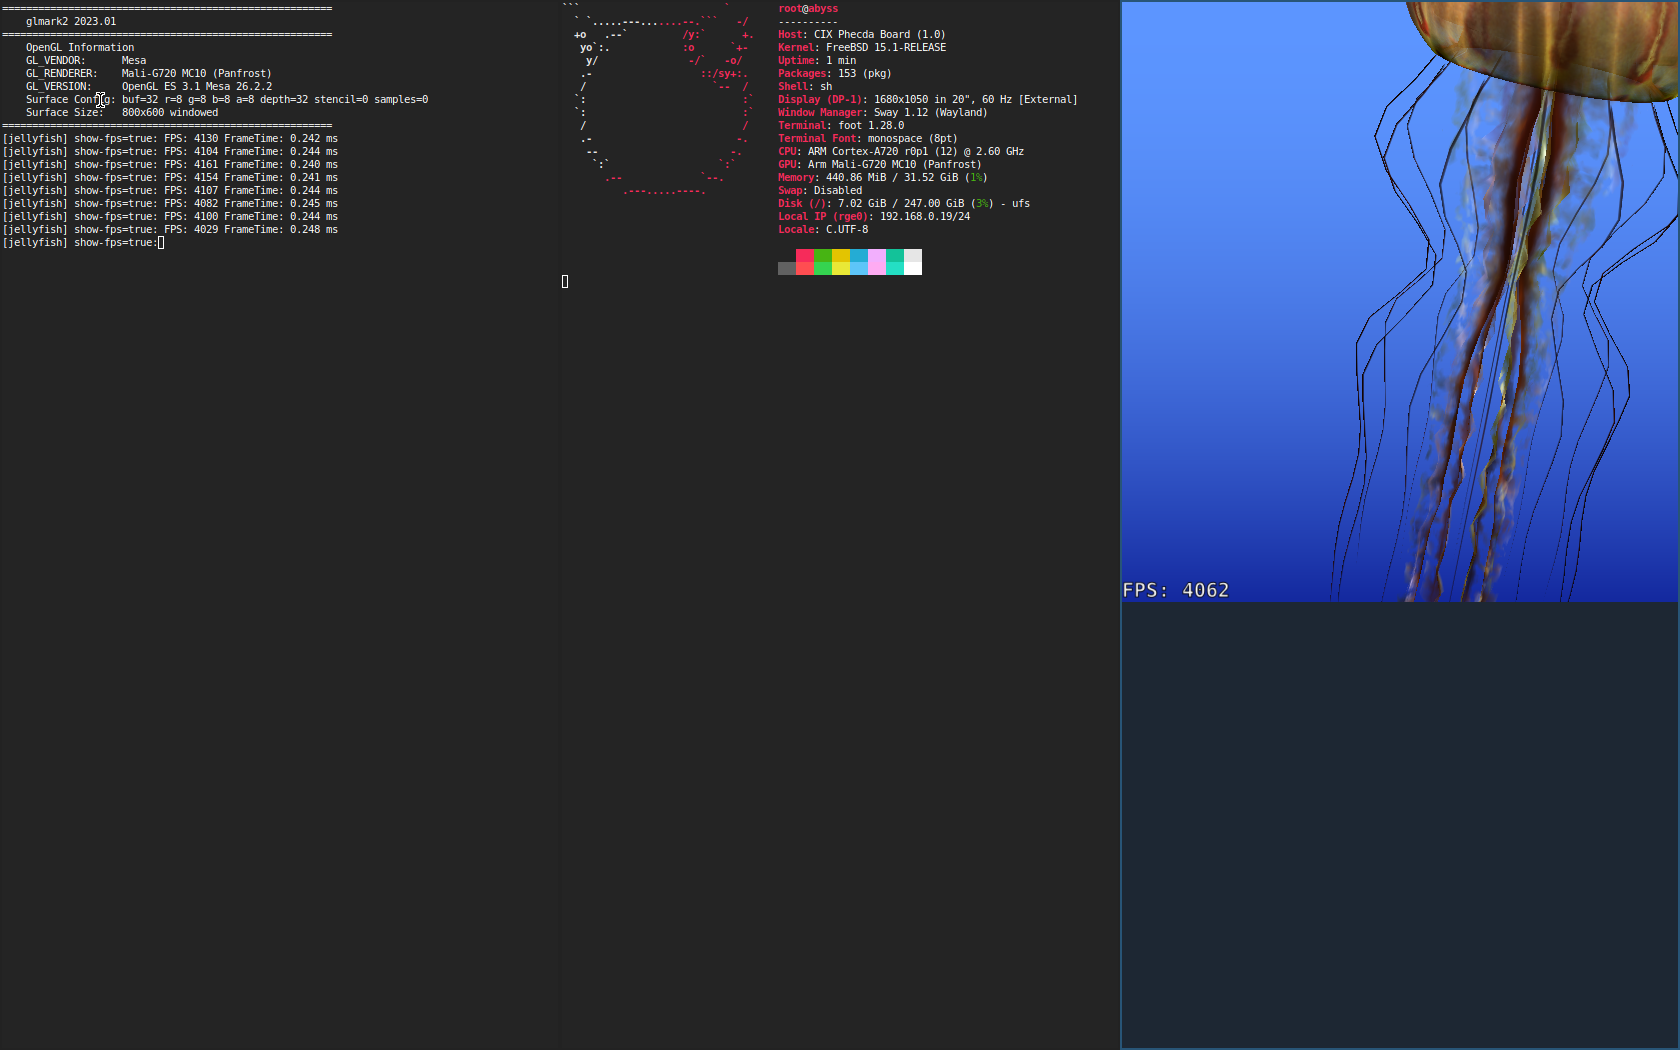 =======================================================
    glmark2 2023.01
=======================================================
    OpenGL Information
    GL_VENDOR:      Mesa
    GL_RENDERER:    Mali-G720 MC10 (Panfrost)
    GL_VERSION:     OpenGL ES 3.1 Mesa 26.2.2
    Surface Config: buf=32 r=8 g=8 b=8 a=8 depth=32 stencil=0 samples=0
    Surface Size:   800x600 windowed
=======================================================
[jellyfish] show-fps=true: FPS: 4130 FrameTime: 0.242 ms
[jellyfish] show-fps=true: FPS: 4104 FrameTime: 0.244 ms
[jellyfish] show-fps=true: FPS: 4161 FrameTime: 0.240 ms
[jellyfish] show-fps=true: FPS: 4154 FrameTime: 0.241 ms
[jellyfish] show-fps=true: FPS: 4107 FrameTime: 0.244 ms
[jellyfish] show-fps=true: FPS: 4082 FrameTime: 0.245 ms
[jellyfish] show-fps=true: FPS: 4100 FrameTime: 0.244 ms
[jellyfish] show-fps=true: FPS: 4029 FrameTime: 0.248 ms
[jellyfish] show-fps=true:
root@abyss
----------
Host: CIX Phecda Board (1.0)
Kernel: FreeBSD 15.1-RELEASE
Uptime: 1 min
Packages: 153 (pkg)
Shell: sh
Display (DP-1): 1680x1050 in 20", 60 Hz [External]
Window Manager: Sway 1.12 (Wayland)
Terminal: foot 1.28.0
Terminal Font: monospace (8pt)
CPU: ARM Cortex-A720 r0p1 (12) @ 2.60 GHz
GPU: Arm Mali-G720 MC10 (Panfrost)
Memory: 440.86 MiB / 31.52 GiB (1%)
Swap: Disabled
Disk (/): 7.02 GiB / 247.00 GiB (3%) - ufs
Local IP (rge0): 192.168.0.19/24
Locale: C.UTF-8
FPS: 4062